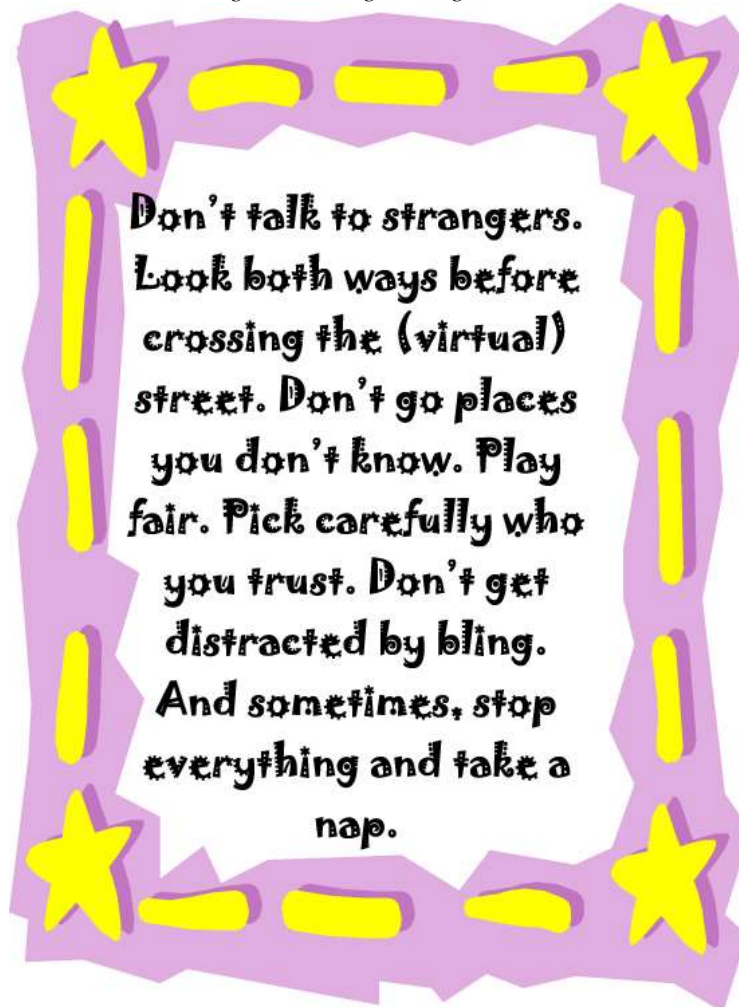 Don't talk to strangers.
Look both ways before
crossing the (virtual)
street. Don't go places
you don't know. Play
fair. Pick carefully who
you trust. Don't get
distracted by bling.
And sometimes, stop
everything and take a
nap.